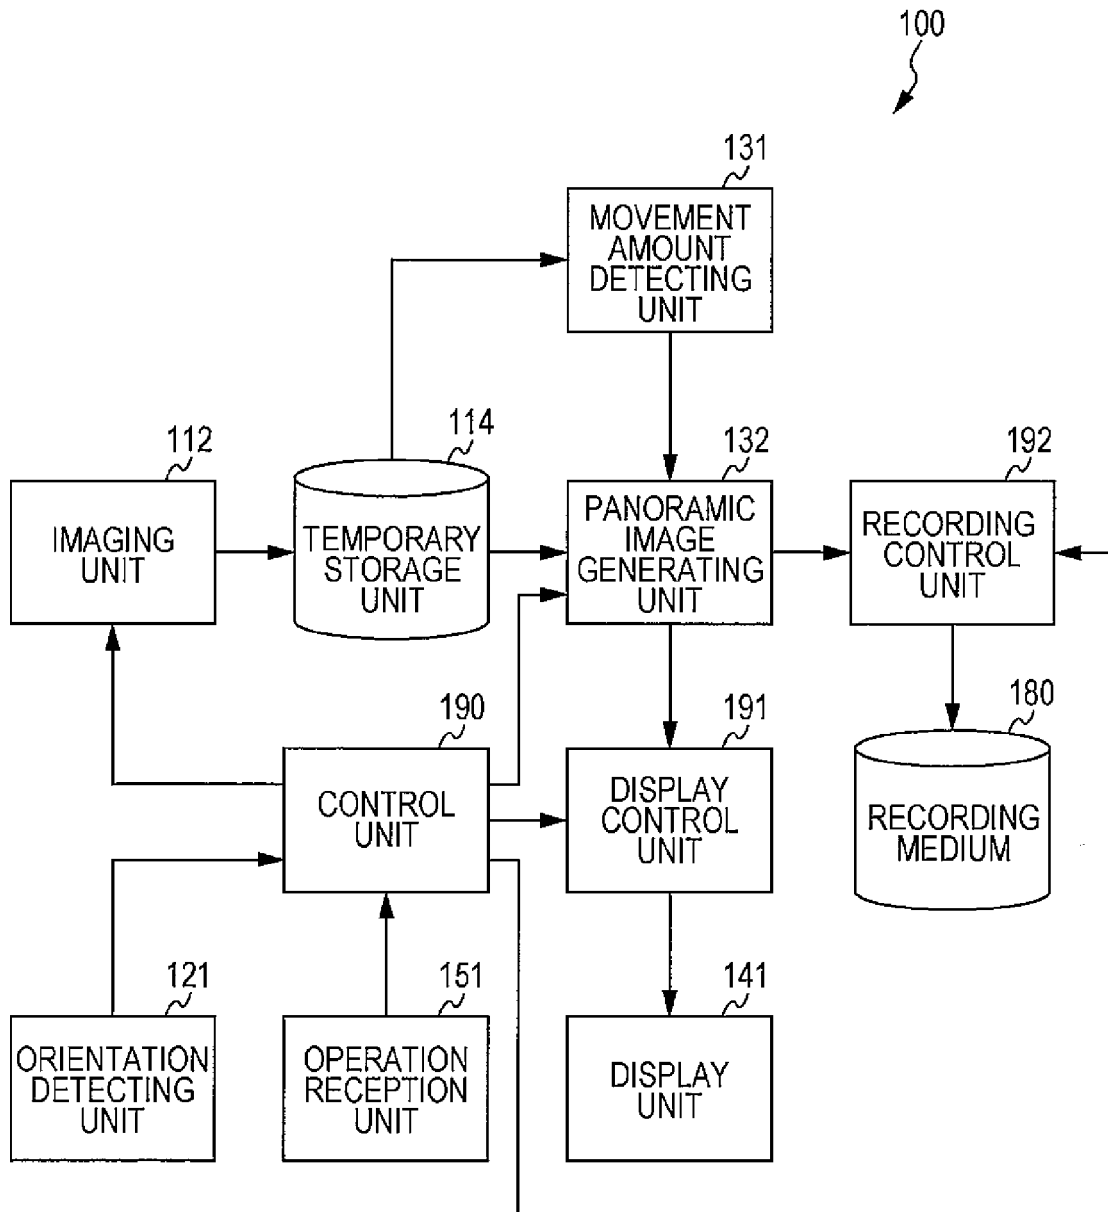 100
131
MOVEMENT
AMOUNT
DETECTING
UNIT
112
IMAGING
UNIT
114
TEMPORARY
STORAGE
UNIT
132
PANORAMIC
IMAGE
GENERATING
UNIT
192
RECORDING
CONTROL
UNIT
190
CONTROL
UNIT
191
DISPLAY
CONTROL
UNIT
180
RECORDING
MEDIUM
121
ORIENTATION
DETECTING
UNIT
151
OPERATION
RECEPTION
UNIT
141
DISPLAY
UNIT